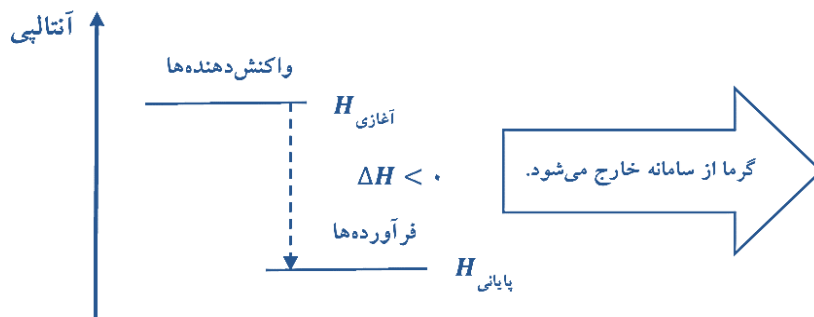 آنتالپی
واکنش‌دهنده‌ها
H آغازی
ΔH < ۰
گرما از سامانه خارج می‌شود.
فرآورده‌ها
H پایانی